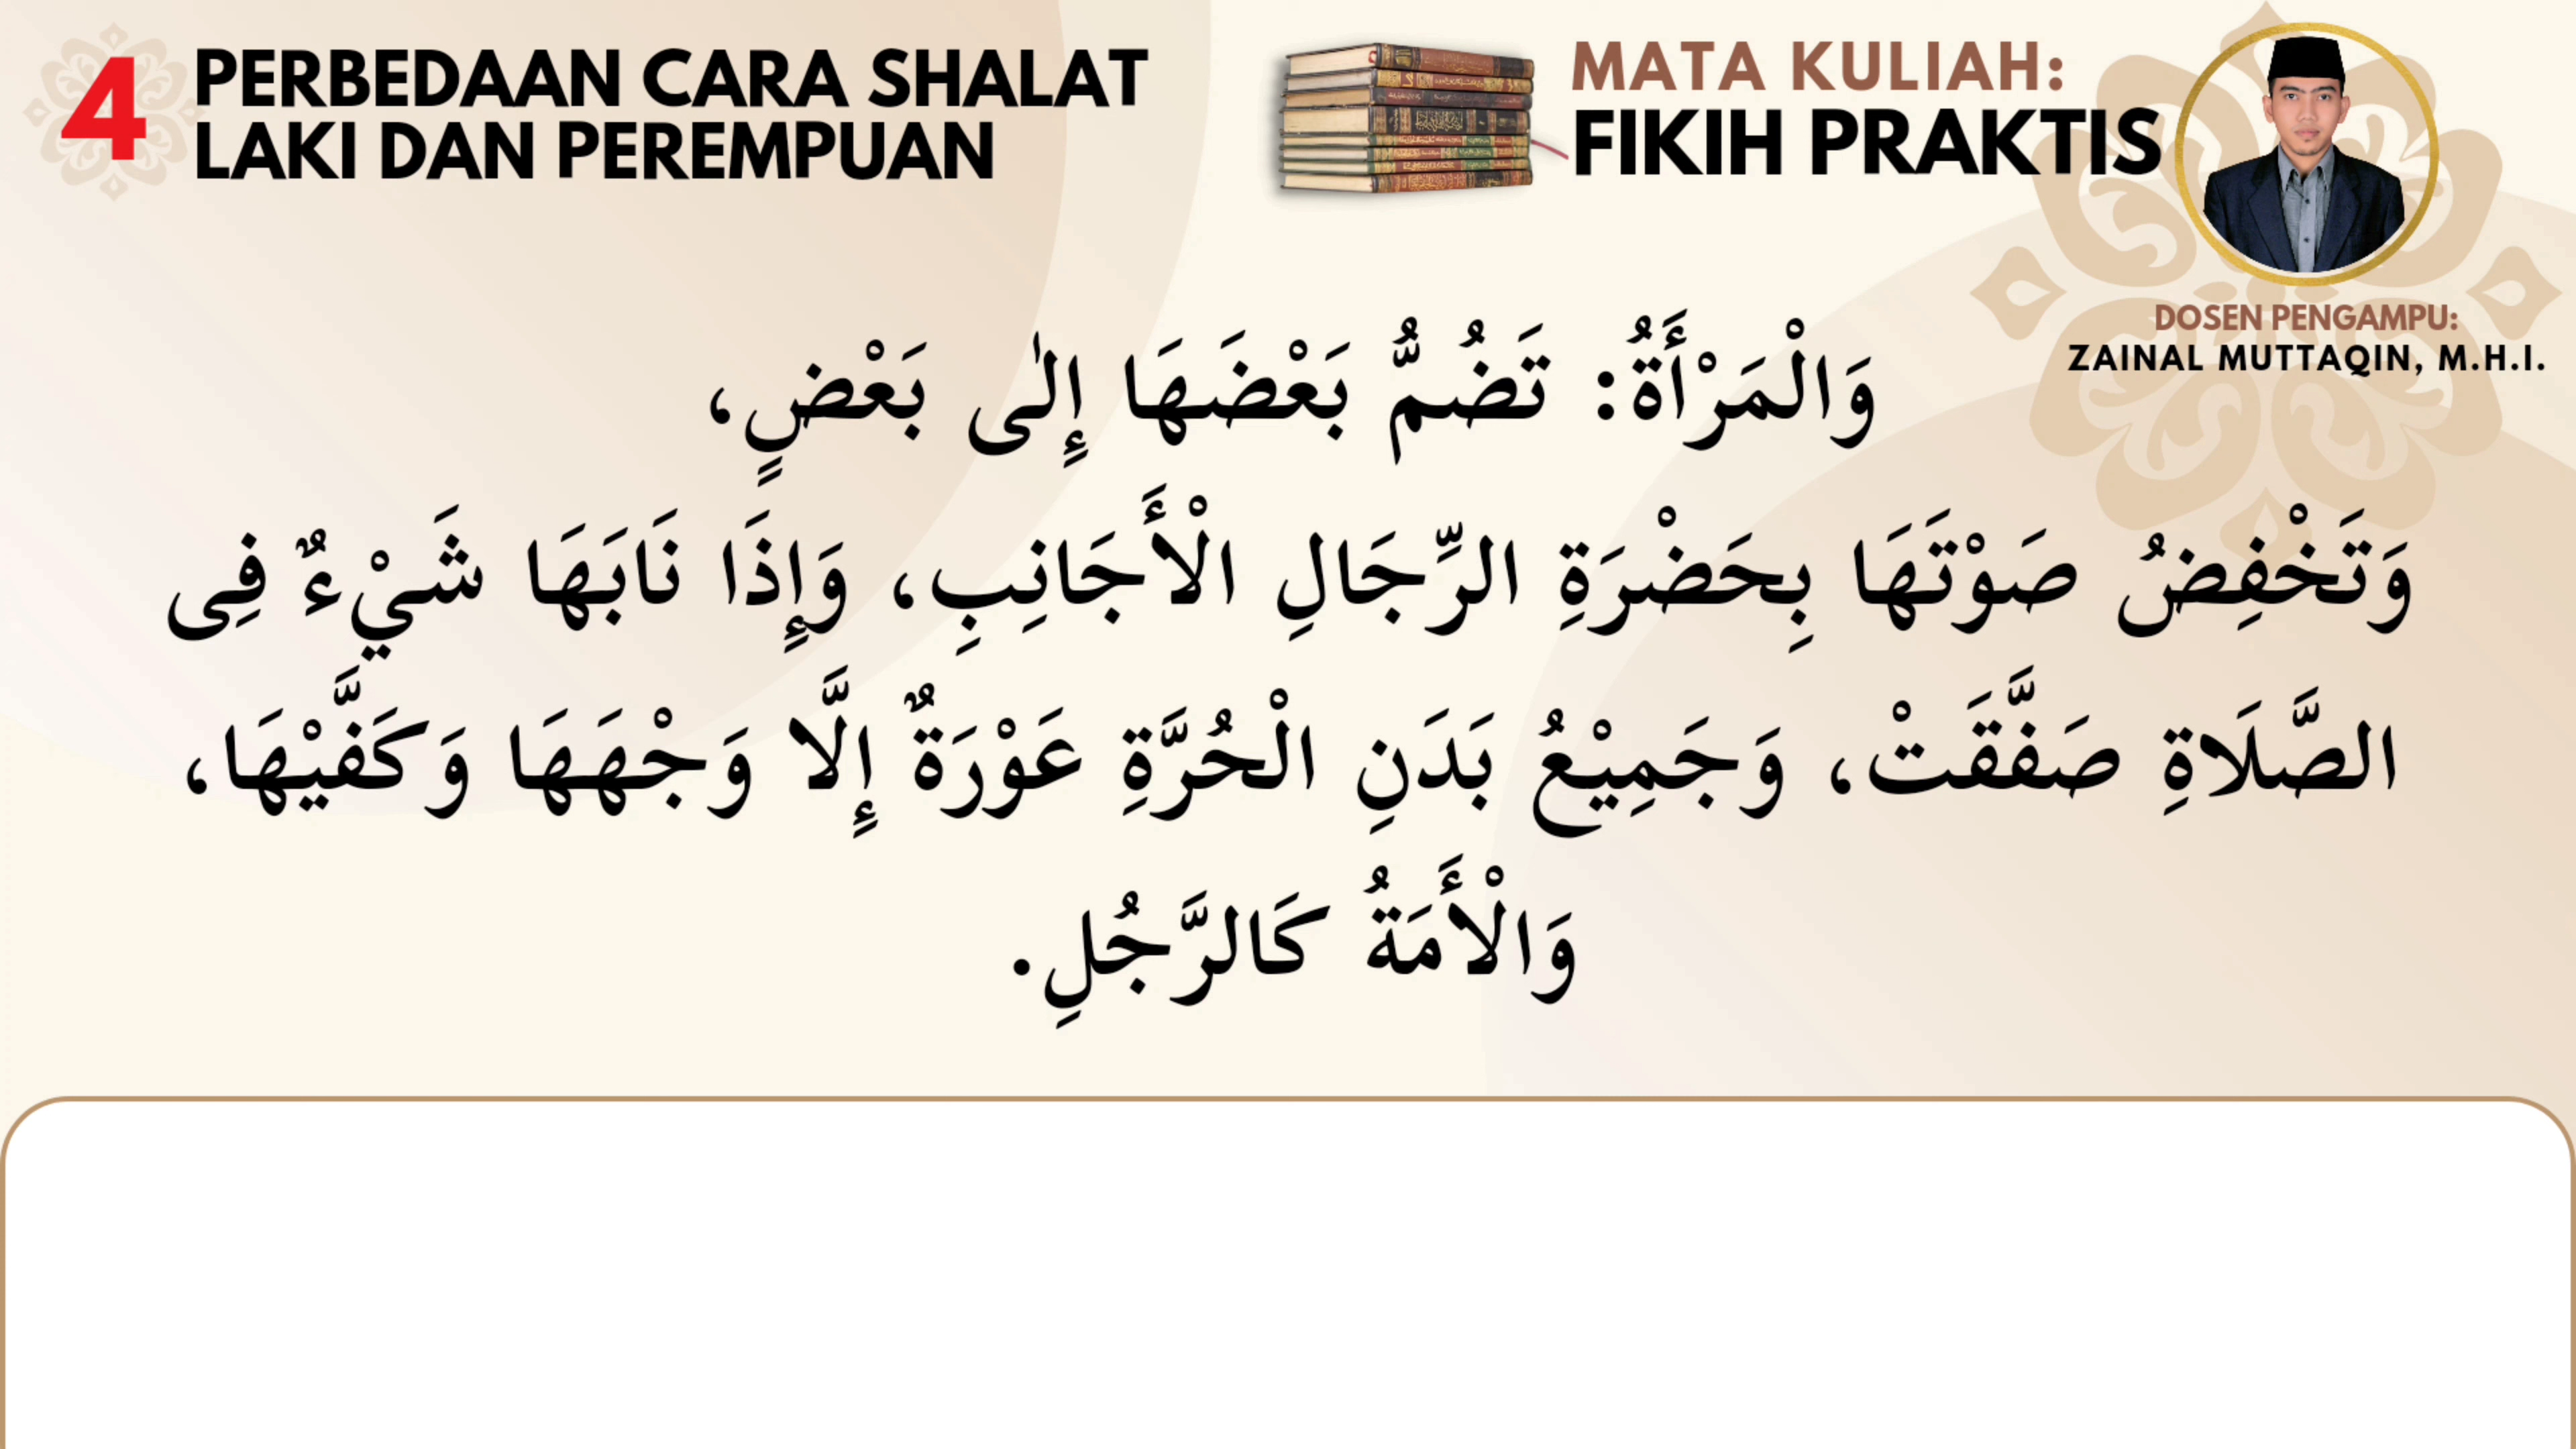 4
PERBEDAAN CARA SHALAT
LAKI DAN PEREMPUAN
MATA KULIAH:
FIKIH PRAKTIS
DOSEN PENGAMPU:
ZAINAL MUTTAQIN, M.H.I.
وَالْمَرْأَةُ: تَضُمُّ بَعْضَهَا إِلٰى بَعْضٍ،
وَتَخْفِضُ صَوْتَهَا بِحَضْرَةِ الرِّجَالِ الْأَجَانِبِ، وَإِذَا نَابَهَا شَيْءٌ فِى
الصَّلَاةِ صَفَّقَتْ، وَجَمِيْعُ بَدَنِ الْحُرَّةِ عَوْرَةٌ إِلَّا وَجْهَهَا وَكَفَّيْهَا،
وَالْأَمَةُ كَالرَّجُلِ.